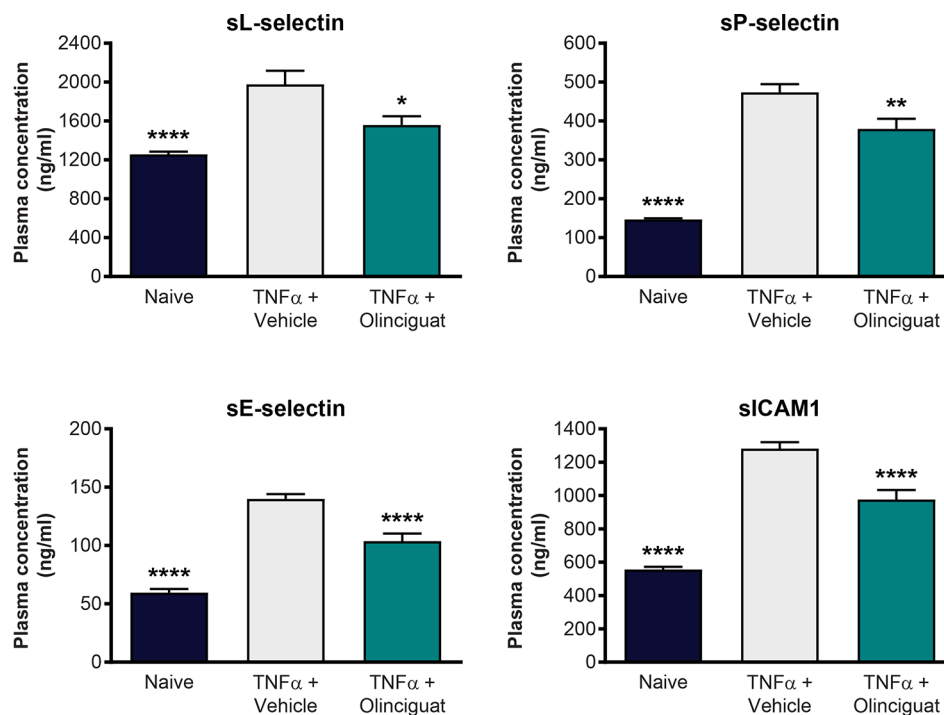 sL-selectin
Plasma concentration
(ng/ml)
2400
2000
1600
1200
800
400
0
****
*
Naive
TNFα +
Vehicle
TNFα +
Olinciguat
sP-selectin
Plasma concentration
(ng/ml)
600
500
400
300
200
100
0
****
**
Naive
TNFα +
Vehicle
TNFα +
Olinciguat
sE-selectin
Plasma concentration
(ng/ml)
200
150
100
50
0
****
****
Naive
TNFα +
Vehicle
TNFα +
Olinciguat
sICAM1
Plasma concentration
(ng/ml)
1400
1200
1000
800
600
400
200
0
****
****
Naive
TNFα +
Vehicle
TNFα +
Olinciguat